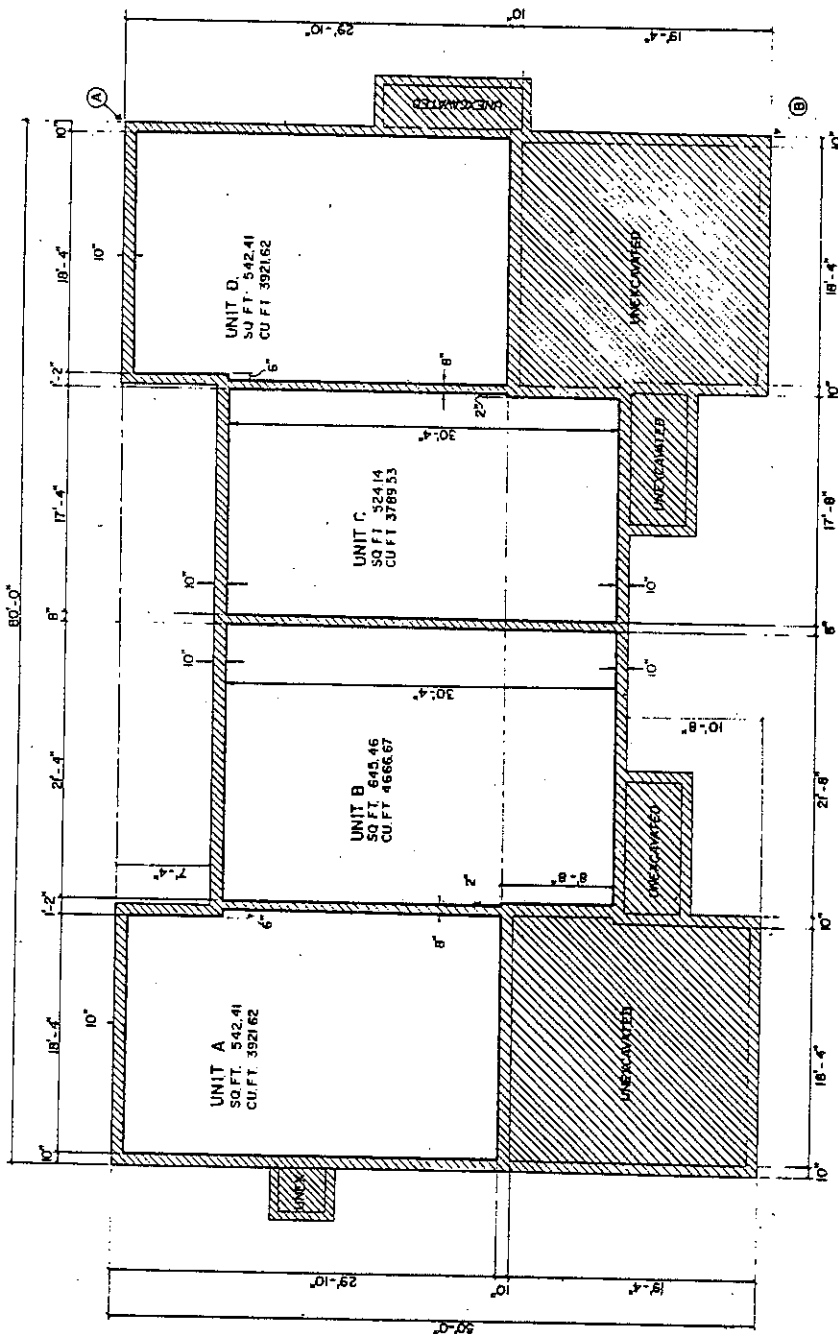 80'-0"
10"
18'-4"
1'-2"
21'-4"
8"
17'-4"
1'-2"
18'-4"
10"
A
10"
10"
7'-4"
10"
10"
UNIT A
SQ. FT. 542.41
CU. FT. 3921.62
UNIT B
SQ FT. 645.46
CU. FT 4666.67
UNIT C
SQ FT 524.14
CU FT 3789.53
UNIT D.
SQ FT. 542.41
CU FT 3921.62
6"
6"
8"
8"
2"
2"
30'-4"
30'-4"
8'-8"
10"
10"
10'-8"
UNEX
UNEXCAVATED
UNEXCAVATED
UNEXCAVATED
UNEXCAVATED
UNEXCAVATED
29'-10"
10"
19'-4"
50'-0"
29'-10"
10"
19'-4"
B
10"
18'-4"
10"
21'-8"
8"
17'-8"
10"
18'-4"
10"